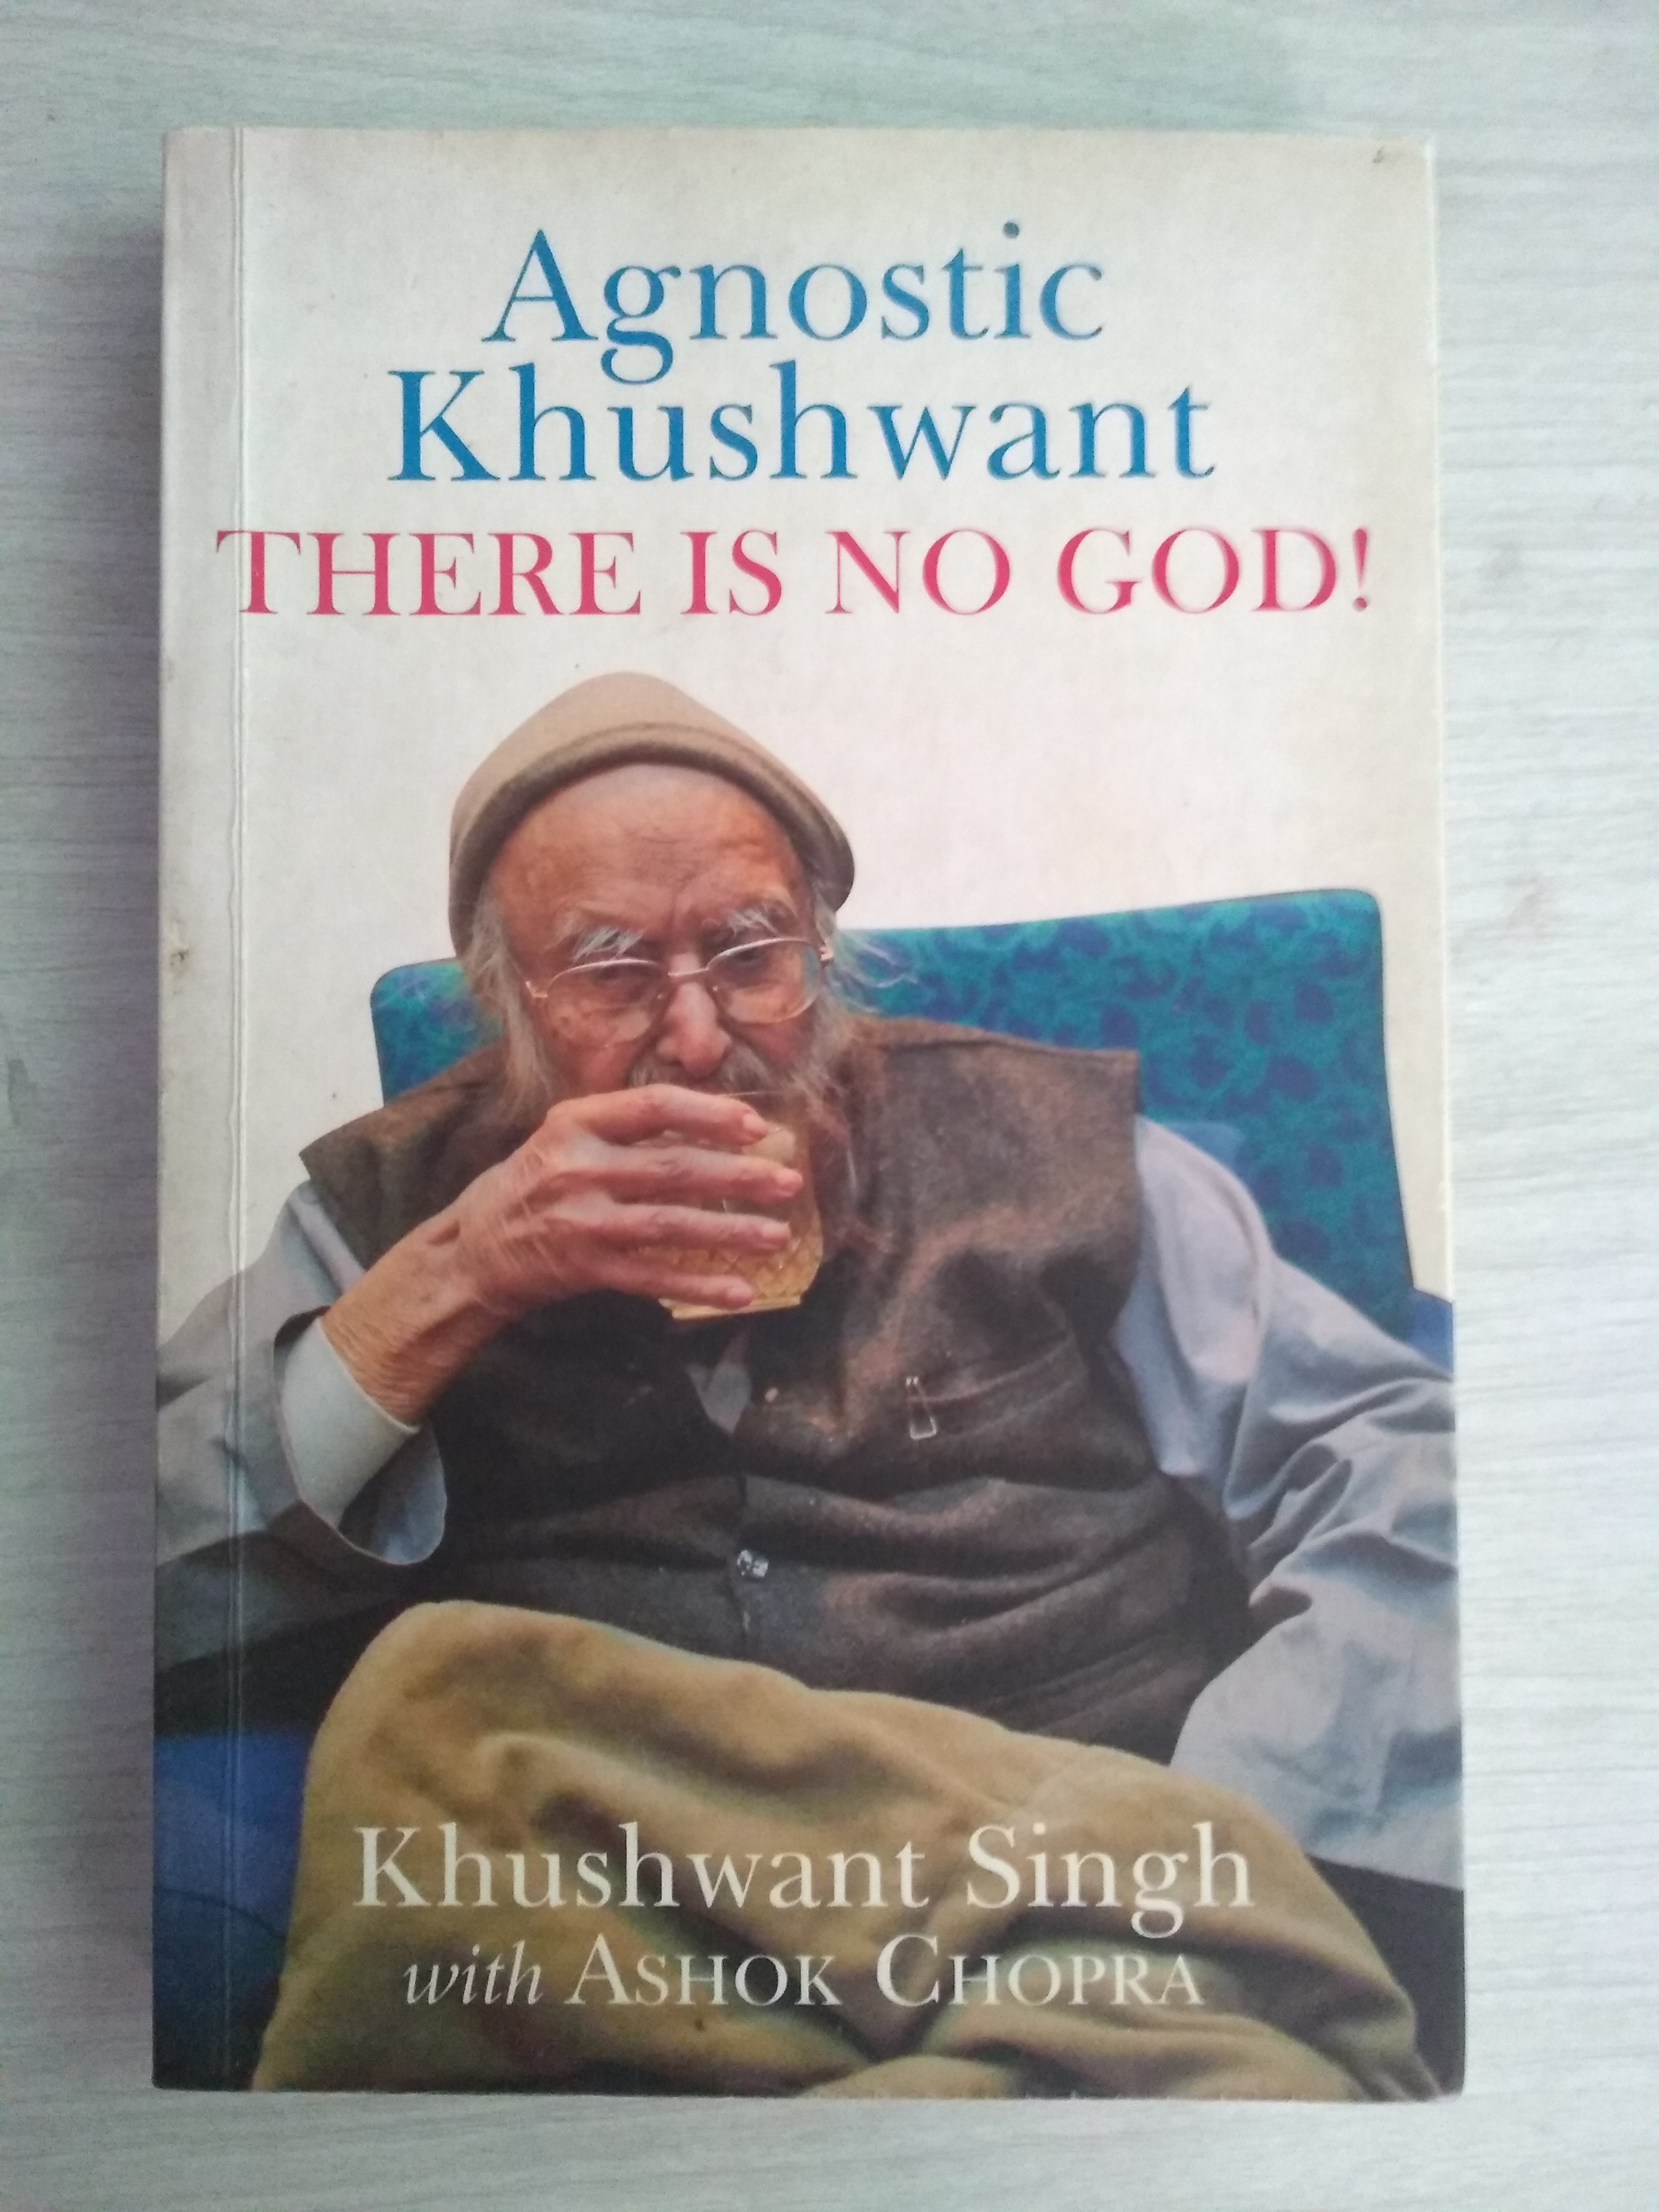 Agnostic
Khushwant
THERE IS NO GOD!
Khushwant Singh
with ASHOK CHOPRA